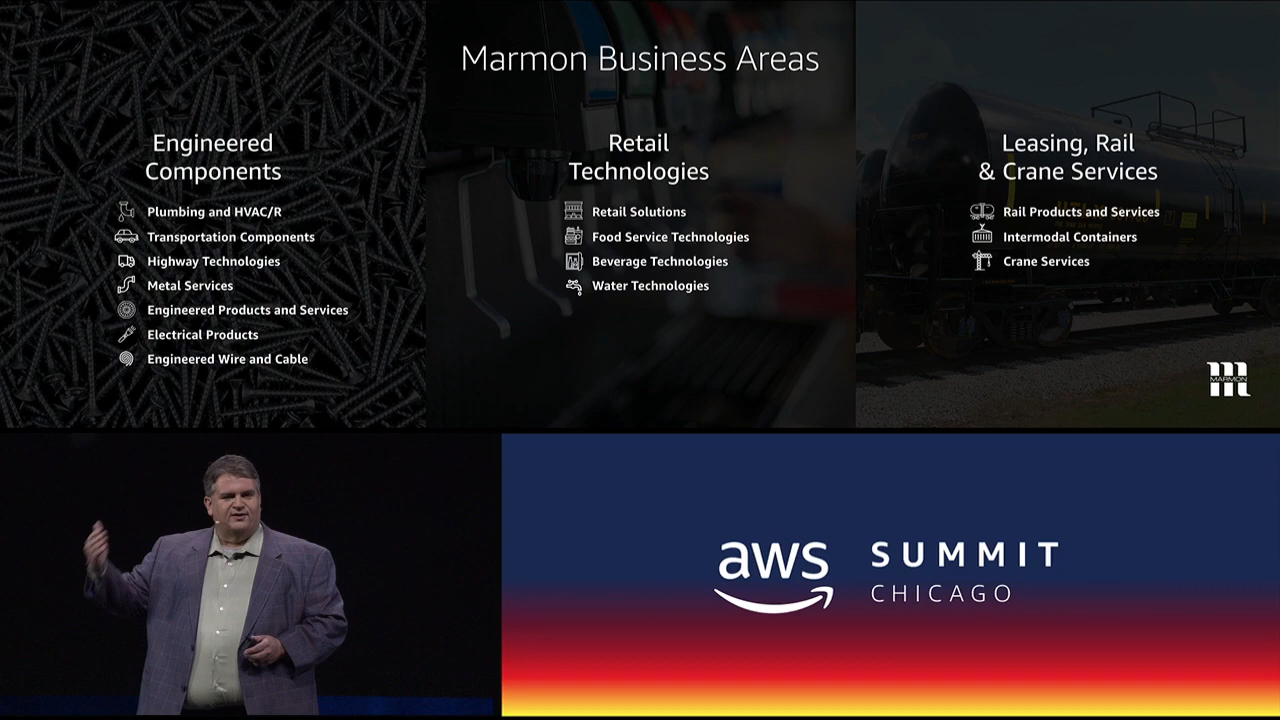 Marmon Business Areas
Engineered
Components
Plumbing and HVAC/R
Transportation Components
Highway Technologies
Metal Services
Engineered Products and Services
Electrical Products
Engineered Wire and Cable
Retail
Technologies
Retail Solutions
Food Service Technologies
Beverage Technologies
Water Technologies
Leasing, Rail
& Crane Services
Rail Products and Services
Intermodal Containers
Crane Services
MARMON
aws
SUMMIT
CHICAGO